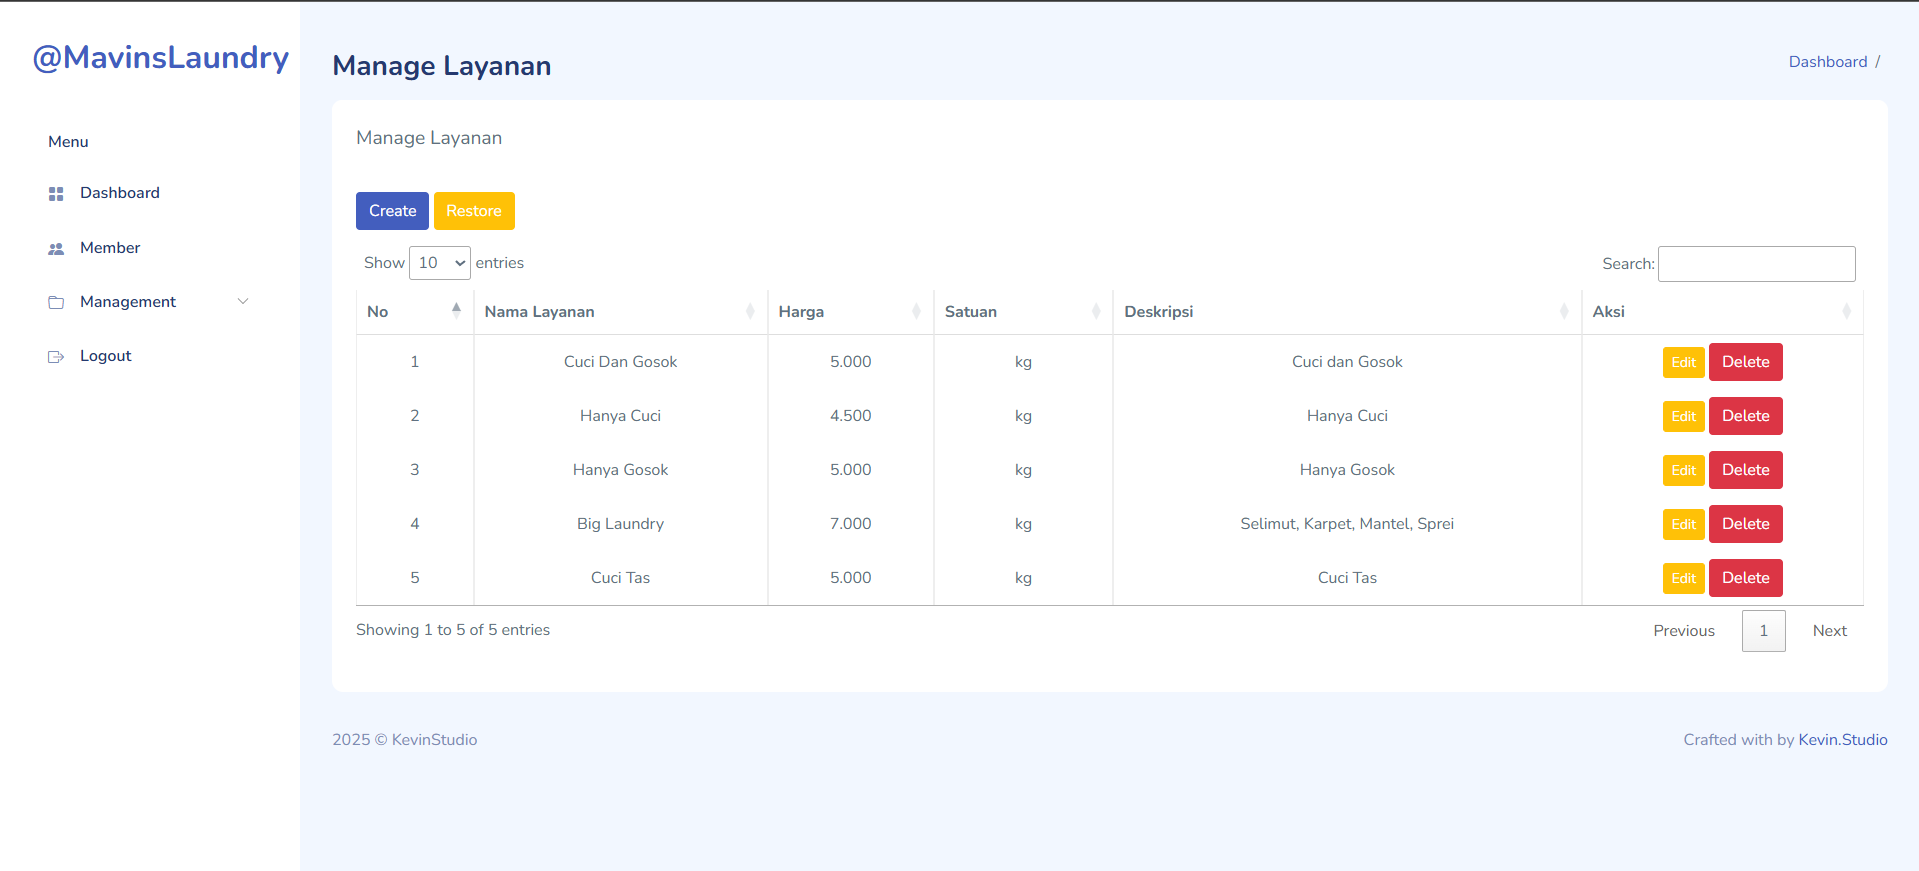 @MavinsLaundry
Menu
Dashboard
Member
Management
Logout
Manage Layanan
Dashboard /
Manage Layanan
Create Restore
Show 10 entries
Search:
No Nama Layanan Harga Satuan Deskripsi Aksi
1 Cuci Dan Gosok 5.000 kg Cuci dan Gosok Edit Delete
2 Hanya Cuci 4.500 kg Hanya Cuci Edit Delete
3 Hanya Gosok 5.000 kg Hanya Gosok Edit Delete
4 Big Laundry 7.000 kg Selimut, Karpet, Mantel, Sprei Edit Delete
5 Cuci Tas 5.000 kg Cuci Tas Edit Delete
Showing 1 to 5 of 5 entries
Previous 1 Next
2025 © KevinStudio
Crafted with by Kevin.Studio